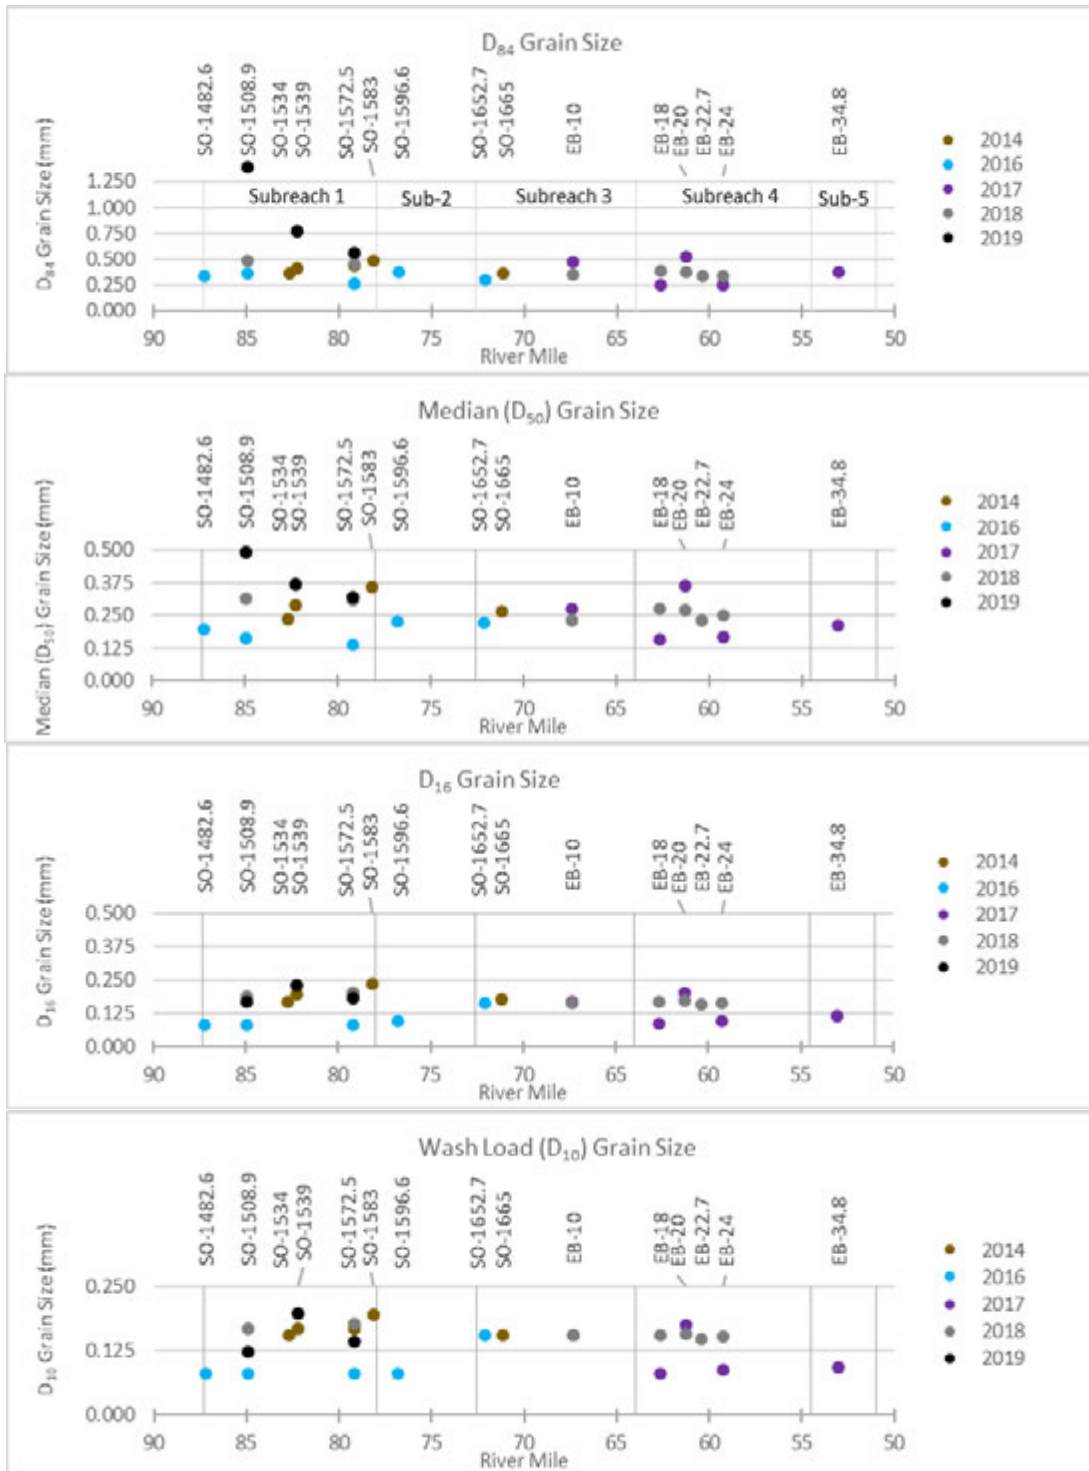 D84 Grain Size
SO-1482.6
SO-1508.9
SO-1534
SO-1539
SO-1572.5
SO-1583
SO-1596.6
SO-1652.7
SO-1665
EB-10
EB-18
EB-20
EB-22.7
EB-24
EB-34.8
D84 Grain Size (mm)
1.250
1.000
0.750
0.500
0.250
0.000
Subreach 1
Sub-2
Subreach 3
Subreach 4
Sub-5
90 85 80 75 70 65 60 55 50
River Mile
2014
2016
2017
2018
2019
Median (D50) Grain Size
SO-1482.6
SO-1508.9
SO-1534
SO-1539
SO-1572.5
SO-1583
SO-1596.6
SO-1652.7
SO-1665
EB-10
EB-18
EB-20
EB-22.7
EB-24
EB-34.8
Median (D50) Grain Size (mm)
0.500
0.375
0.250
0.125
0.000
90 85 80 75 70 65 60 55 50
River Mile
2014
2016
2017
2018
2019
D16 Grain Size
SO-1482.6
SO-1508.9
SO-1534
SO-1539
SO-1572.5
SO-1583
SO-1596.6
SO-1652.7
SO-1665
EB-10
EB-18
EB-20
EB-22.7
EB-24
EB-34.8
D16 Grain Size (mm)
0.500
0.375
0.250
0.125
0.000
90 85 80 75 70 65 60 55 50
River Mile
2014
2016
2017
2018
2019
Wash Load (D10) Grain Size
SO-1482.6
SO-1508.9
SO-1534
SO-1539
SO-1572.5
SO-1583
SO-1596.6
SO-1652.7
SO-1665
EB-10
EB-18
EB-20
EB-22.7
EB-24
EB-34.8
D10 Grain Size (mm)
0.250
0.125
0.000
90 85 80 75 70 65 60 55 50
River Mile
2014
2016
2017
2018
2019